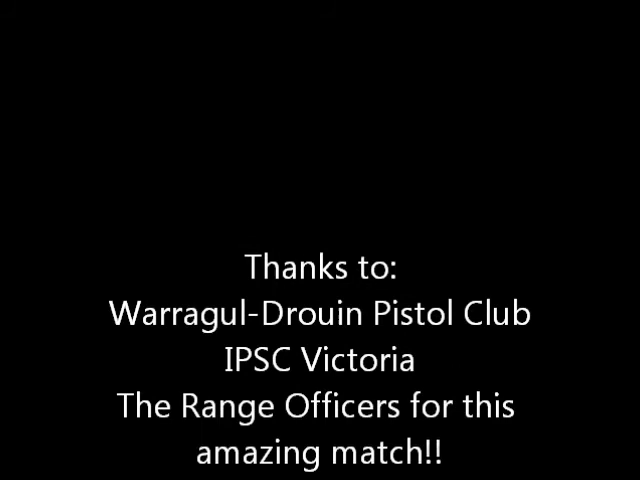 Thanks to:
Warragul-Drouin Pistol Club
IPSC Victoria
The Range Officers for this
amazing match!!